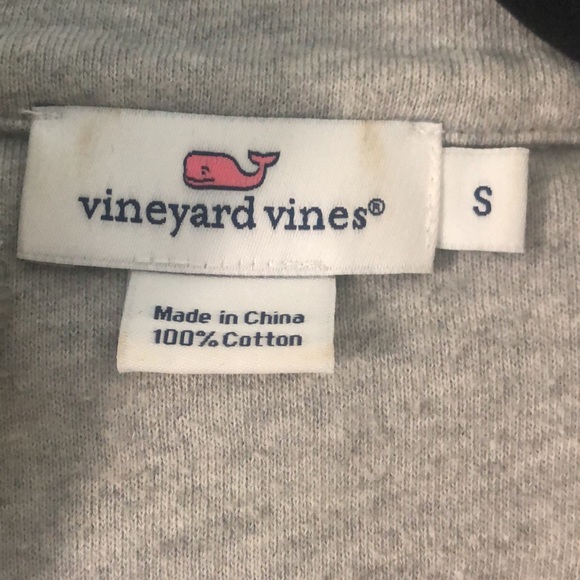 vineyard vines®
S
Made in China
100% Cotton